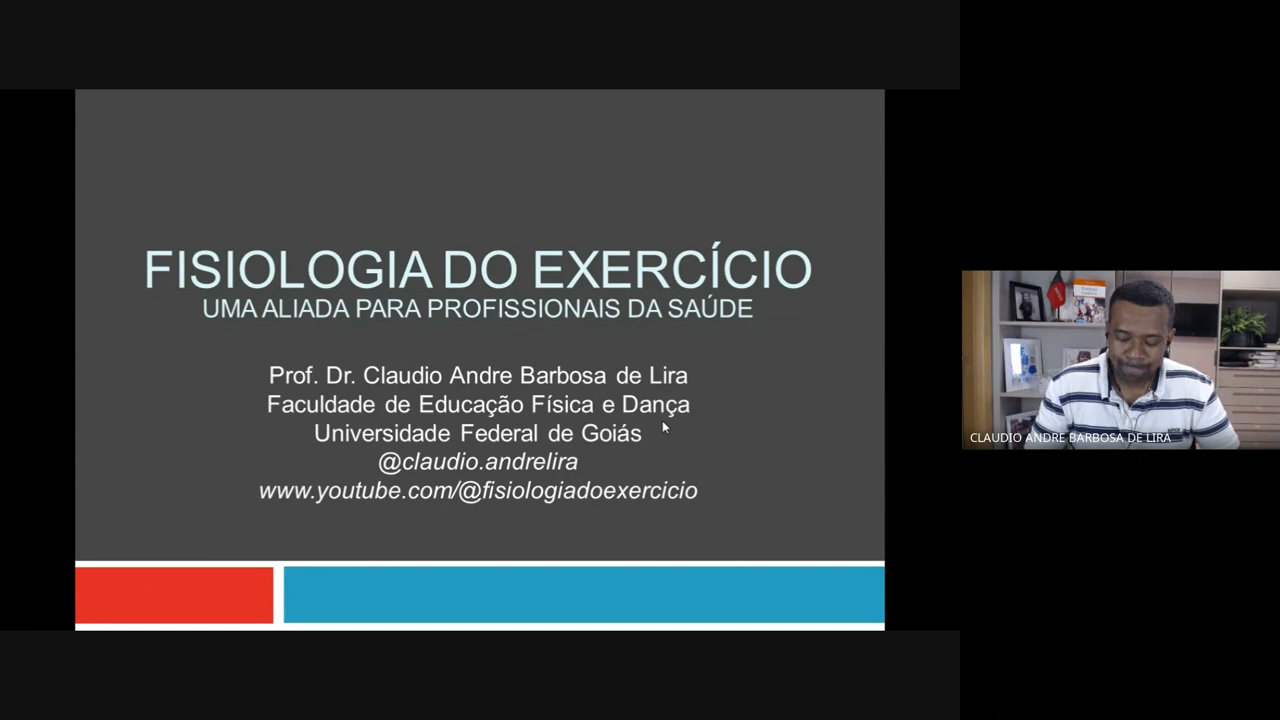 FISIOLOGIA DO EXERCÍCIO
UMA ALIADA PARA PROFISSIONAIS DA SAÚDE
Prof. Dr. Claudio Andre Barbosa de Lira
Faculdade de Educação Física e Dança
Universidade Federal de Goiás
@claudio.andrelira
www.youtube.com/@fisiologiadoexercicio
CLAUDIO ANDRE BARBOSA DE LIRA